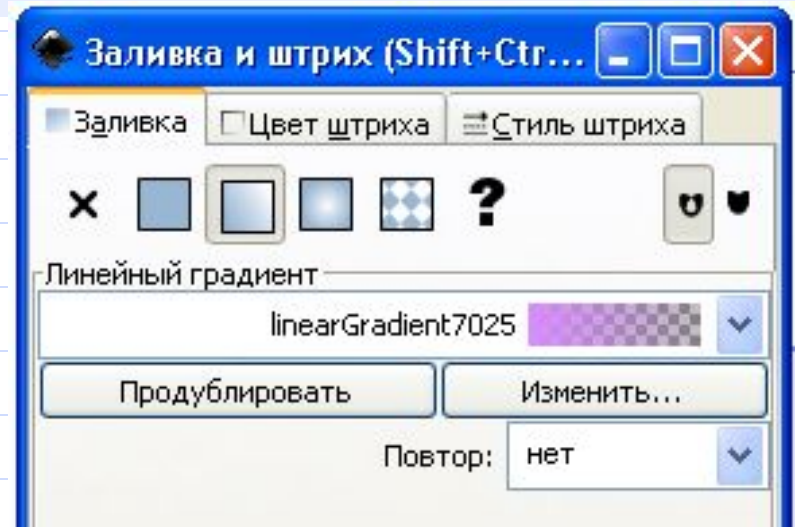 Заливка и штрих (Shift+Ctr...
Заливка Цвет штриха Стиль штриха
?
Линейный градиент
linearGradient7025
Продублировать Изменить...
Повтор: нет